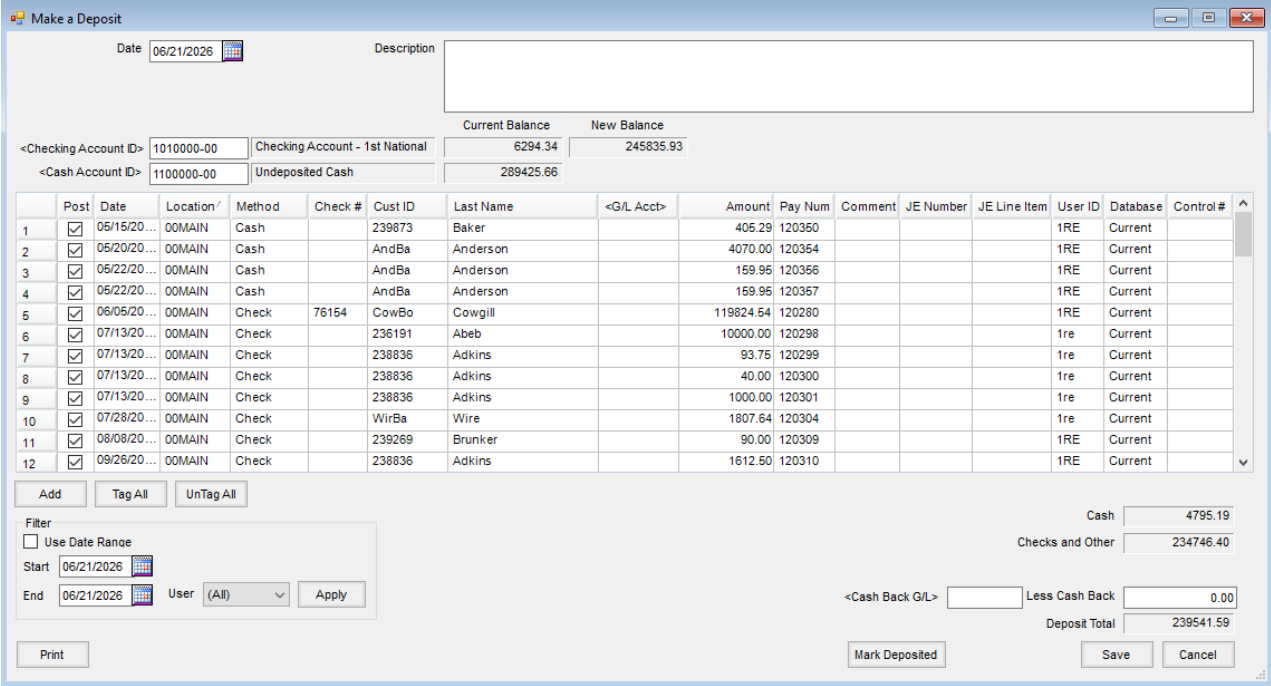 Make a Deposit
Date 06/21/2026 Description
Current Balance New Balance
<Checking Account ID> 1010000-00 Checking Account - 1st National 6294.34 245835.93
<Cash Account ID> 1100000-00 Undeposited Cash 289425.66
Post Date Location Method Check # Cust ID Last Name <G/L Acct> Amount Pay Num Comment JE Number JE Line Item User ID Database Control #
1 05/15/20... 00MAIN Cash 239873 Baker 405.29 120350 1RE Current
2 05/20/20... 00MAIN Cash AndBa Anderson 4070.00 120354 1RE Current
3 05/22/20... 00MAIN Cash AndBa Anderson 159.95 120356 1RE Current
4 05/22/20... 00MAIN Cash AndBa Anderson 159.95 120357 1RE Current
5 06/05/20... 00MAIN Check 76154 CowBo Cowgill 119824.54 120280 1RE Current
6 07/13/20... 00MAIN Check 236191 Abeb 10000.00 120298 1re Current
7 07/13/20... 00MAIN Check 238836 Adkins 93.75 120299 1re Current
8 07/13/20... 00MAIN Check 238836 Adkins 40.00 120300 1re Current
9 07/13/20... 00MAIN Check 238836 Adkins 1000.00 120301 1re Current
10 07/28/20... 00MAIN Check WirBa Wire 1807.64 120304 1re Current
11 08/08/20... 00MAIN Check 239269 Brunker 90.00 120309 1RE Current
12 09/26/20... 00MAIN Check 238836 Adkins 1612.50 120310 1RE Current
Add Tag All UnTag All
Cash 4795.19
Filter
Use Date Range Checks and Other 234746.40
Start 06/21/2026
End 06/21/2026 User (All) Apply <Cash Back G/L> Less Cash Back 0.00
Deposit Total 239541.59
Print Mark Deposited Save Cancel